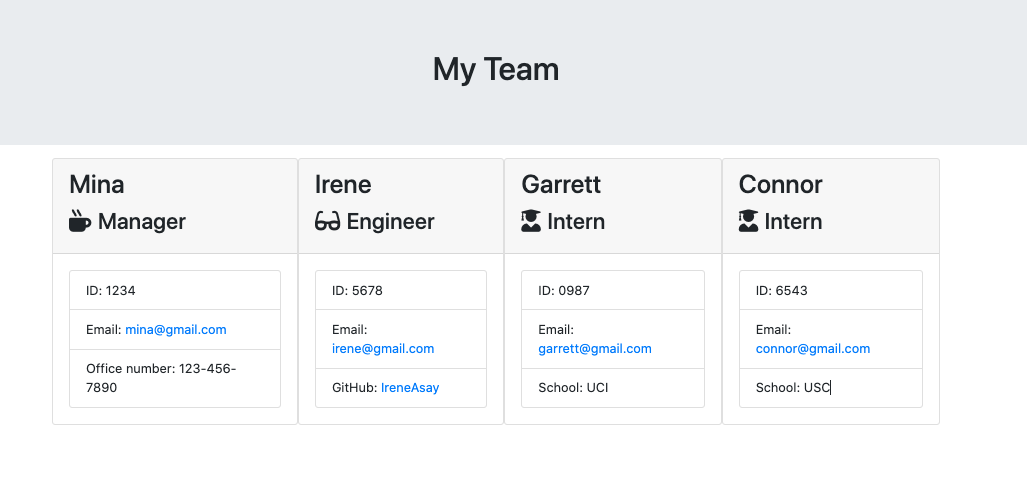 My Team
Mina
Manager
ID: 1234
Email: mina@gmail.com
Office number: 123-456-
7890
Irene
Engineer
ID: 5678
Email:
irene@gmail.com
GitHub: IreneAsay
Garrett
Intern
ID: 0987
Email:
garrett@gmail.com
School: UCI
Connor
Intern
ID: 6543
Email:
connor@gmail.com
School: USC